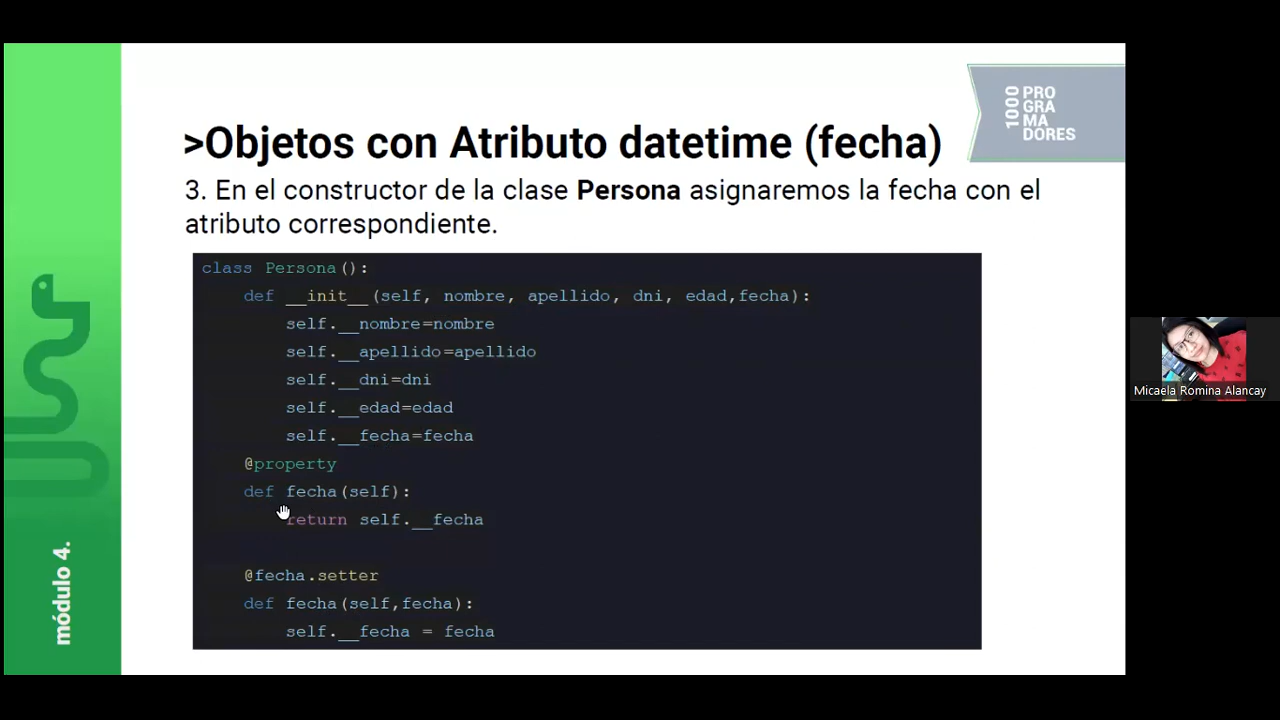 1000
PRO
GRA
MA
DORES
>Objetos con Atributo datetime (fecha)
3. En el constructor de la clase Persona asignaremos la fecha con el
atributo correspondiente.
class Persona():
    def __init__(self, nombre, apellido, dni, edad,fecha):
        self.__nombre=nombre
        self.__apellido=apellido
        self.__dni=dni
        self.__edad=edad
        self.__fecha=fecha
    @property
    def fecha(self):
        return self.__fecha
    @fecha.setter
    def fecha(self,fecha):
        self.__fecha = fecha
módulo 4.
Micaela Romina Alancay